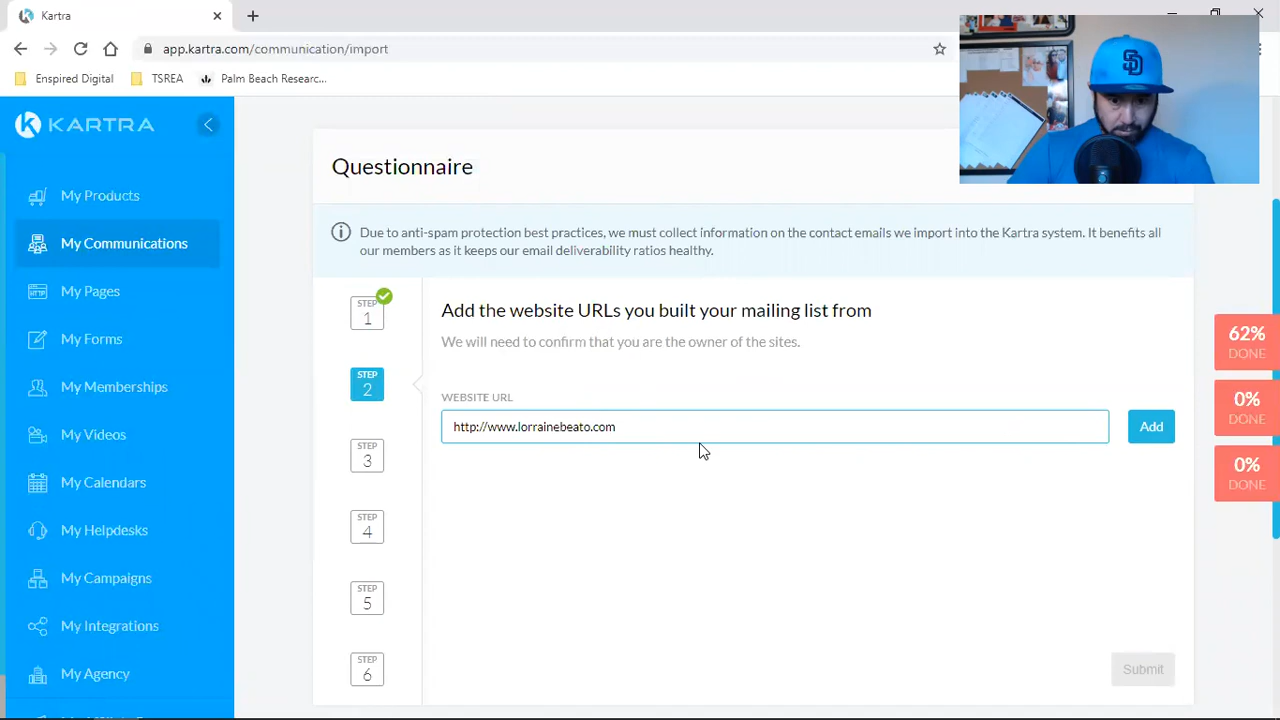 Kartra
app.kartra.com/communication/import
Enspired Digital
TSREA
Palm Beach Researc...
KARTRA
My Products
My Communications
My Pages
My Forms
My Memberships
My Videos
My Calendars
My Helpdesks
My Campaigns
My Integrations
My Agency
Questionnaire
Due to anti-spam protection best practices, we must collect information on the contact emails we import into the Kartra system. It benefits all
our members as it keeps our email deliverability ratios healthy.
STEP
1
STEP
2
STEP
3
STEP
4
STEP
5
STEP
6
Add the website URLs you built your mailing list from
We will need to confirm that you are the owner of the sites.
WEBSITE URL
http://www.lorrainebeato.com
Add
Submit
62%
DONE
0%
DONE
0%
DONE
SD